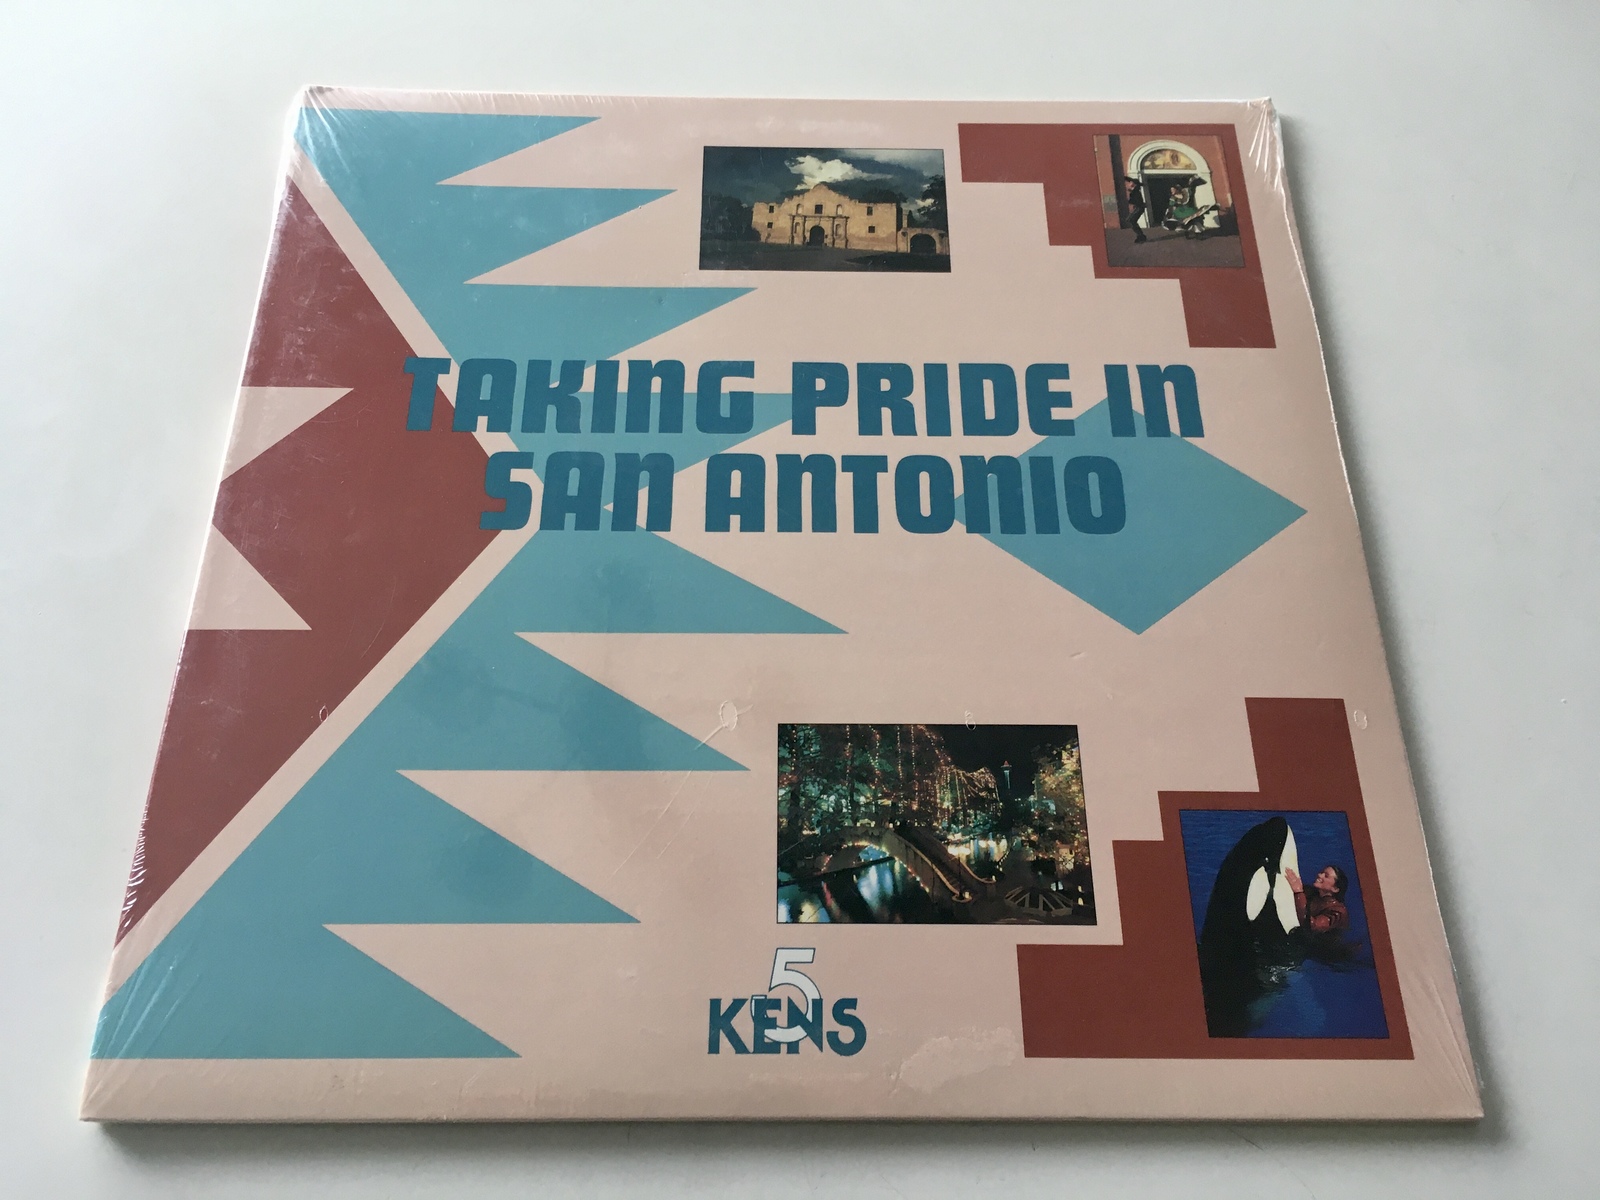 TAKING PRIDE IN
SAN ANTONIO
5
KENS